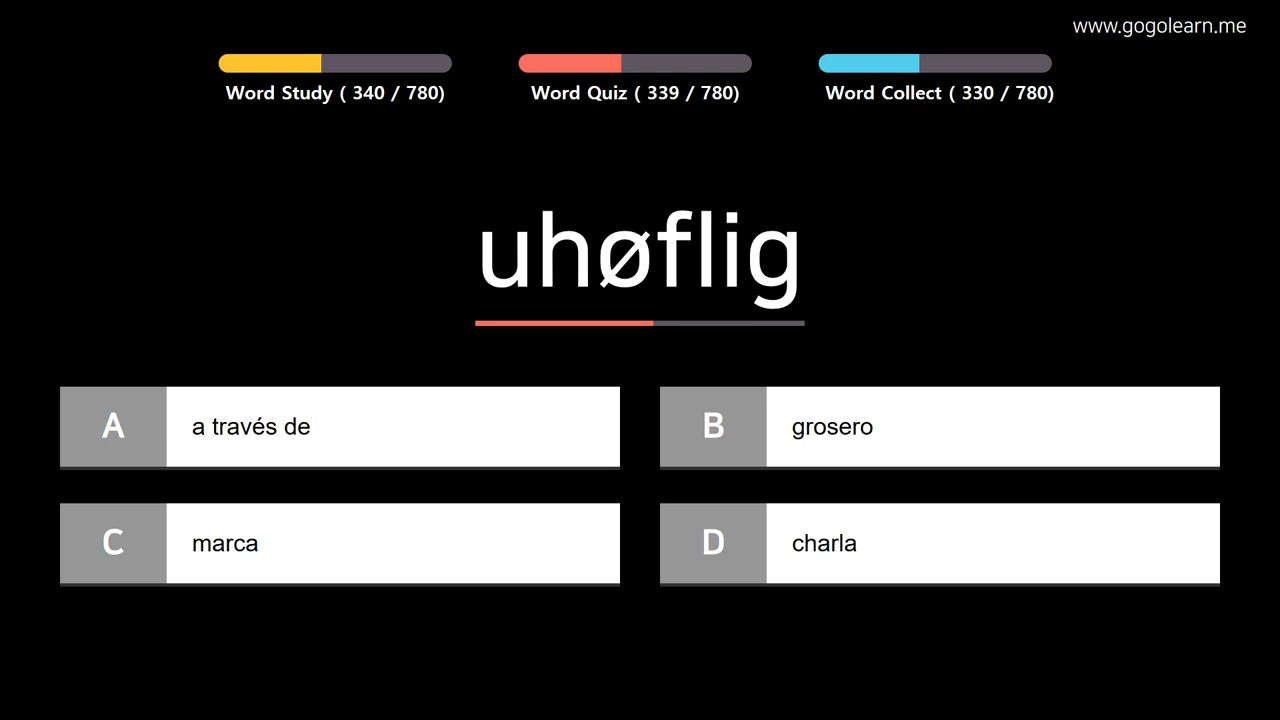 www.gogolearn.me
Word Study ( 340 / 780)
Word Quiz ( 339 / 780)
Word Collect ( 330 / 780)
uhøflig
A
a través de
B
grosero
C
marca
D
charla